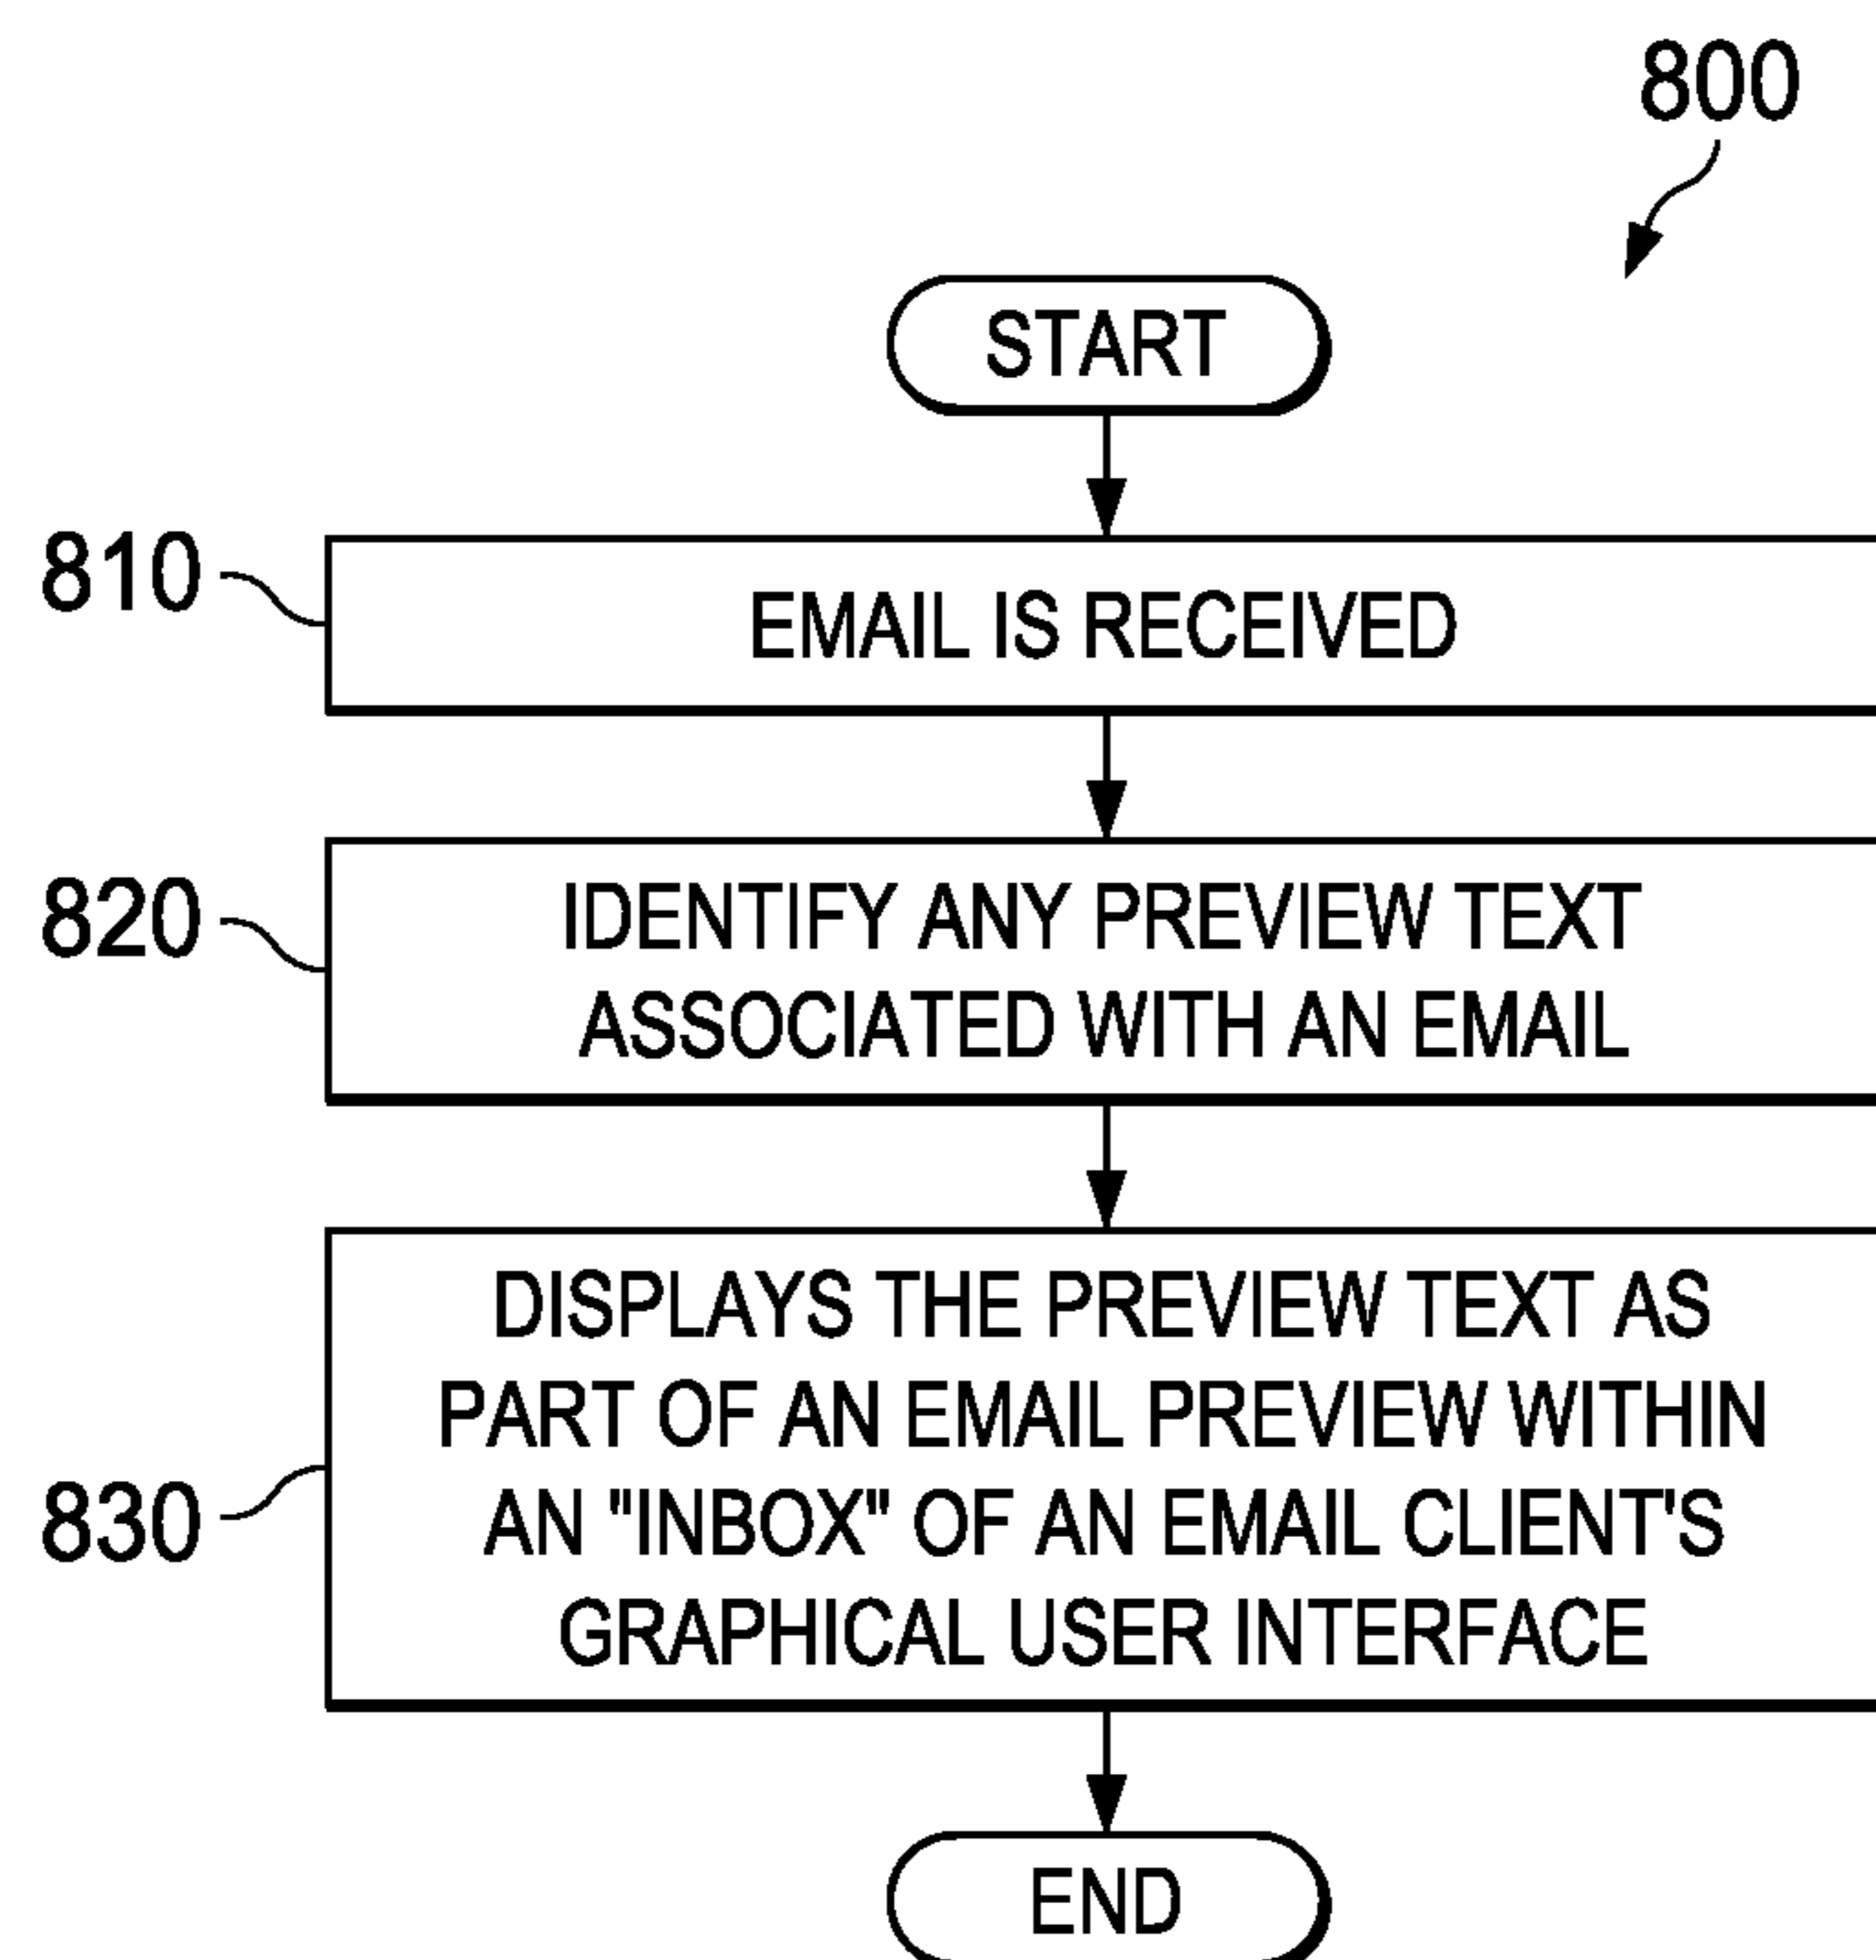 800
START
810
EMAIL IS RECEIVED
820
IDENTIFY ANY PREVIEW TEXT
ASSOCIATED WITH AN EMAIL
830
DISPLAYS THE PREVIEW TEXT AS
PART OF AN EMAIL PREVIEW WITHIN
AN "INBOX" OF AN EMAIL CLIENT'S
GRAPHICAL USER INTERFACE
END